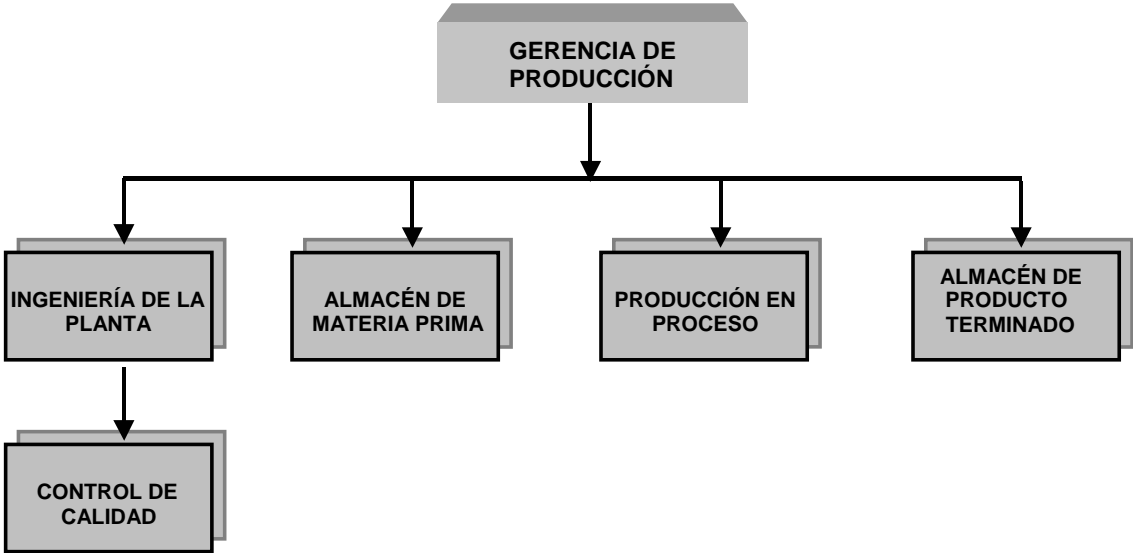 GERENCIA DE
PRODUCCIÓN
INGENIERÍA DE LA
PLANTA
ALMACÉN DE
MATERIA PRIMA
PRODUCCIÓN EN
PROCESO
ALMACÉN DE
PRODUCTO
TERMINADO
CONTROL DE
CALIDAD